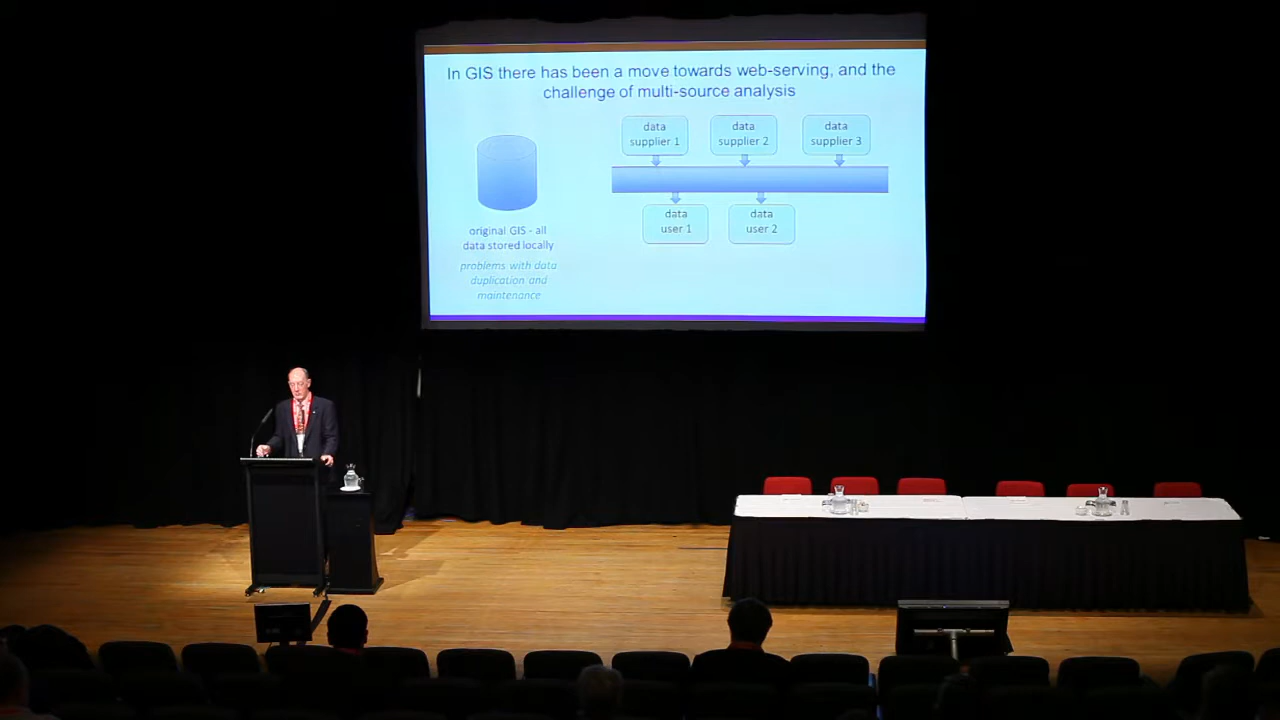 In GIS there has been a move towards web-serving, and the
challenge of multi-source analysis
data
supplier 1
data
supplier 2
data
supplier 3
data
user 1
data
user 2
original GIS - all
data stored locally
problems with data
duplication and
maintenance